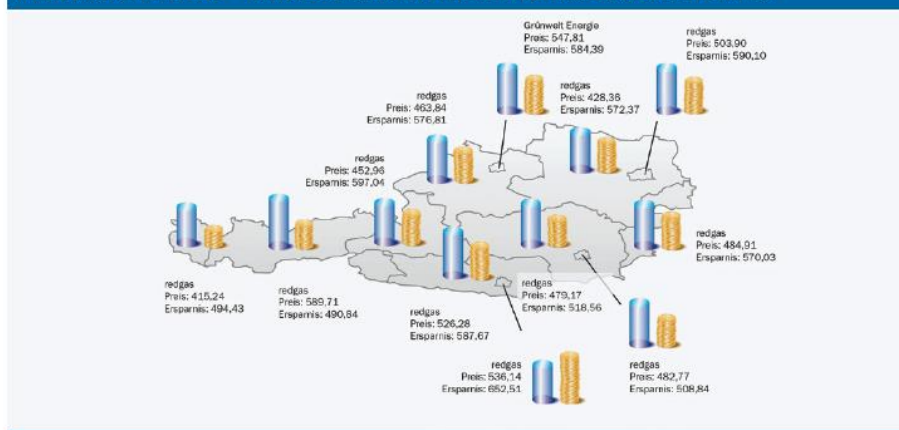 Grünwelt Energie
Preis: 547,81
Ersparnis: 584,39
redgas
Preis: 503,90
Ersparnis: 590,10
redgas
Preis: 463,84
Ersparnis: 576,81
redgas
Preis: 428,36
Ersparnis: 572,37
redgas
Preis: 452,96
Ersparnis: 597,04
redgas
Preis: 484,91
Ersparnis: 570,03
redgas
Preis: 415,24
Ersparnis: 494,43
redgas
Preis: 589,71
Ersparnis: 490,84
redgas
Preis: 526,28
Ersparnis: 587,67
redgas
Preis: 479,17
Ersparnis: 518,56
redgas
Preis: 536,14
Ersparnis: 652,51
redgas
Preis: 482,77
Ersparnis: 508,84